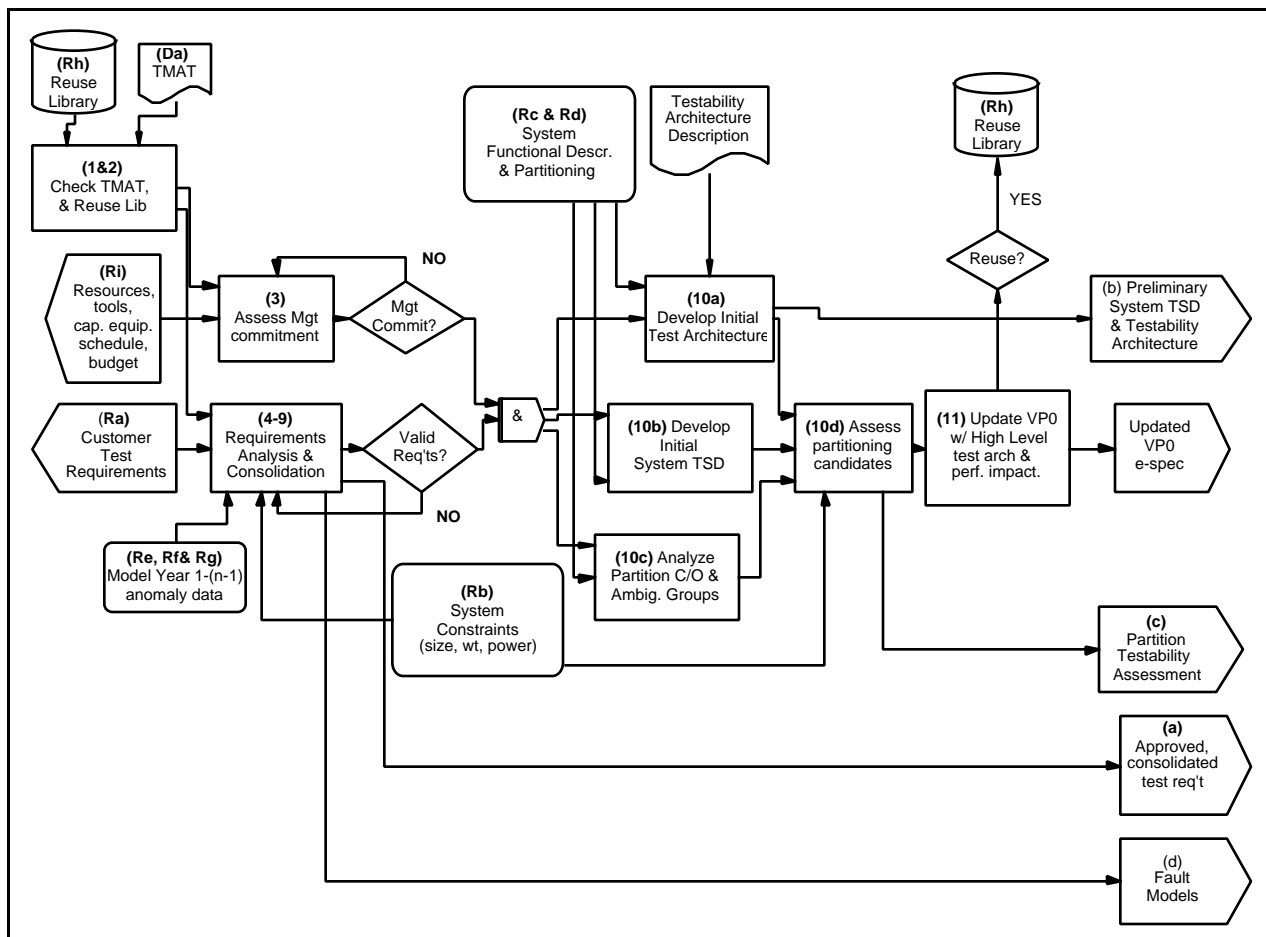 (Rh)
Reuse
Library
(Da)
TMAT
(1&2)
Check TMAT,
& Reuse Lib
(Ri)
Resources,
tools,
cap. equip.
schedule,
budget
(3)
Assess Mgt
commitment
NO
Mgt
Commit?
(Ra)
Customer
Test
Requirements
(4-9)
Requirements
Analysis &
Consolidation
Valid
Req'ts?
NO
(Re, Rf& Rg)
Model Year 1-(n-1)
anomaly data
(Rb)
System
Constraints
(size, wt, power)
&
(Rc & Rd)
System
Functional Descr.
& Partitioning
Testability
Architecture
Description
(10a)
Develop Initial
Test Architecture
(10b) Develop
Initial
System TSD
(10c) Analyze
Partition C/O &
Ambig. Groups
(10d) Assess
partitioning
candidates
(11) Update VP0
w/ High Level
test arch &
perf. impact.
Reuse?
YES
(Rh)
Reuse
Library
(b) Preliminary
System TSD
& Testability
Architecture
Updated
VP0
e-spec
(c)
Partition
Testability
Assessment
(a)
Approved,
consolidated
test req't
(d)
Fault
Models